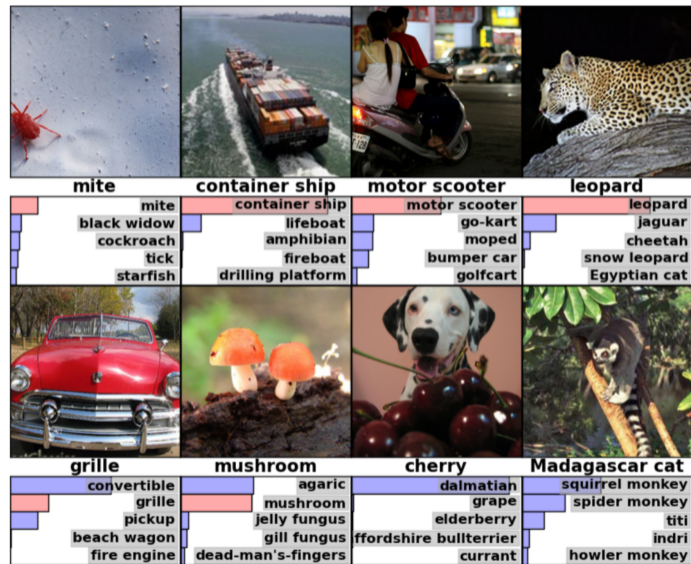 mite
container ship
motor scooter
leopard
mite
black widow
cockroach
tick
starfish
container ship
lifeboat
amphibian
fireboat
drilling platform
motor scooter
go-kart
moped
bumper car
golfcart
leopard
jaguar
cheetah
snow leopard
Egyptian cat
grille
mushroom
cherry
Madagascar cat
convertible
grille
pickup
beach wagon
fire engine
agaric
mushroom
jelly fungus
gill fungus
dead-man's-fingers
dalmatian
grape
elderberry
ffordshire bullterrier
currant
squirrel monkey
spider monkey
titi
indri
howler monkey